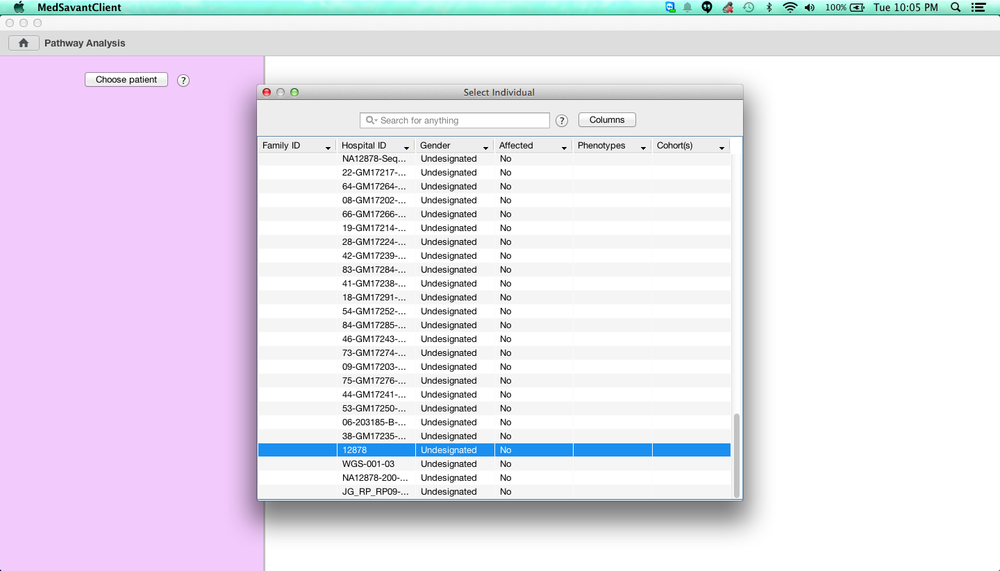 MedSavantClient 100% Tue 10:05 PM
Pathway Analysis
Choose patient ?
Select Individual
Search for anything ? Columns
Family ID Hospital ID Gender Affected Phenotypes Cohort(s)
NA12878-Seq... Undesignated No
22-GM17217-... Undesignated No
64-GM17264-... Undesignated No
08-GM17202-... Undesignated No
66-GM17266-... Undesignated No
19-GM17214-... Undesignated No
28-GM17224-... Undesignated No
42-GM17239-... Undesignated No
83-GM17284-... Undesignated No
41-GM17238-... Undesignated No
18-GM17291-... Undesignated No
54-GM17252-... Undesignated No
84-GM17285-... Undesignated No
46-GM17243-... Undesignated No
73-GM17274-... Undesignated No
09-GM17203-... Undesignated No
75-GM17276-... Undesignated No
44-GM17241-... Undesignated No
53-GM17250-... Undesignated No
06-203185-B-... Undesignated No
38-GM17235-... Undesignated No
12878 Undesignated No
WGS-001-03 Undesignated No
NA12878-200-... Undesignated No
JG_RP_RP09-... Undesignated No